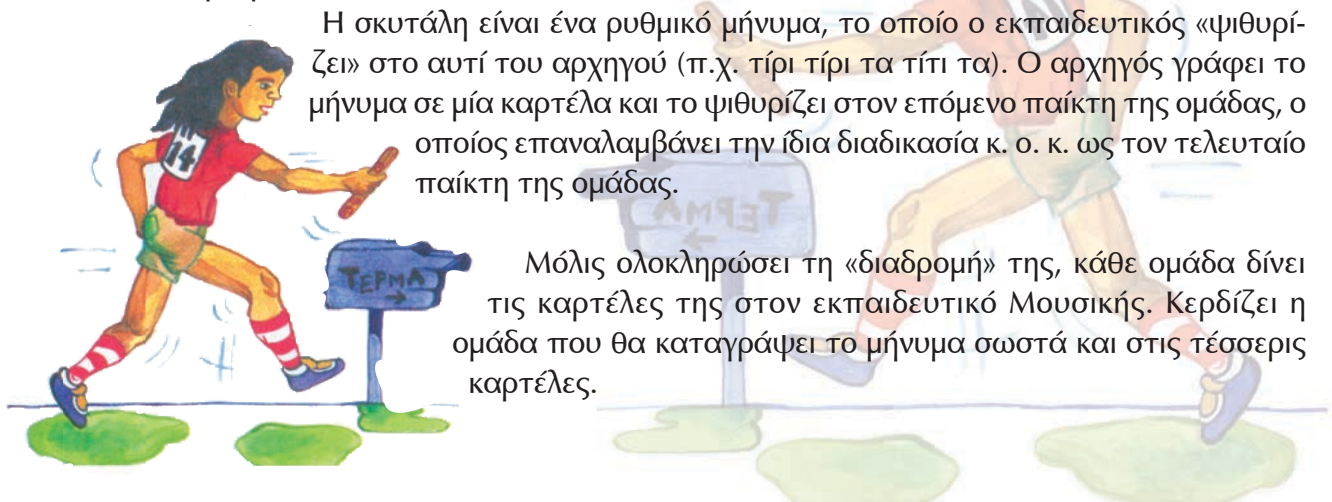 Η σκυτάλη είναι ένα ρυθμικό μήνυμα, το οποίο ο εκπαιδευτικός «ψιθυρί-
ζει» στο αυτί του αρχηγού (π.χ. τίρι τίρι τα τίτι τα). Ο αρχηγός γράφει το
μήνυμα σε μία καρτέλα και το ψιθυρίζει στον επόμενο παίκτη της ομάδας, ο
οποίος επαναλαμβάνει την ίδια διαδικασία κ. ο. κ. ως τον τελευταίο
παίκτη της ομάδας.
Μόλις ολοκληρώσει τη «διαδρομή» της, κάθε ομάδα δίνει
τις καρτέλες της στον εκπαιδευτικό Μουσικής. Κερδίζει η
ομάδα που θα καταγράψει το μήνυμα σωστά και στις τέσσερις
καρτέλες.
14
ΤΕΡΜΑ
ΤΕΡΜΑ